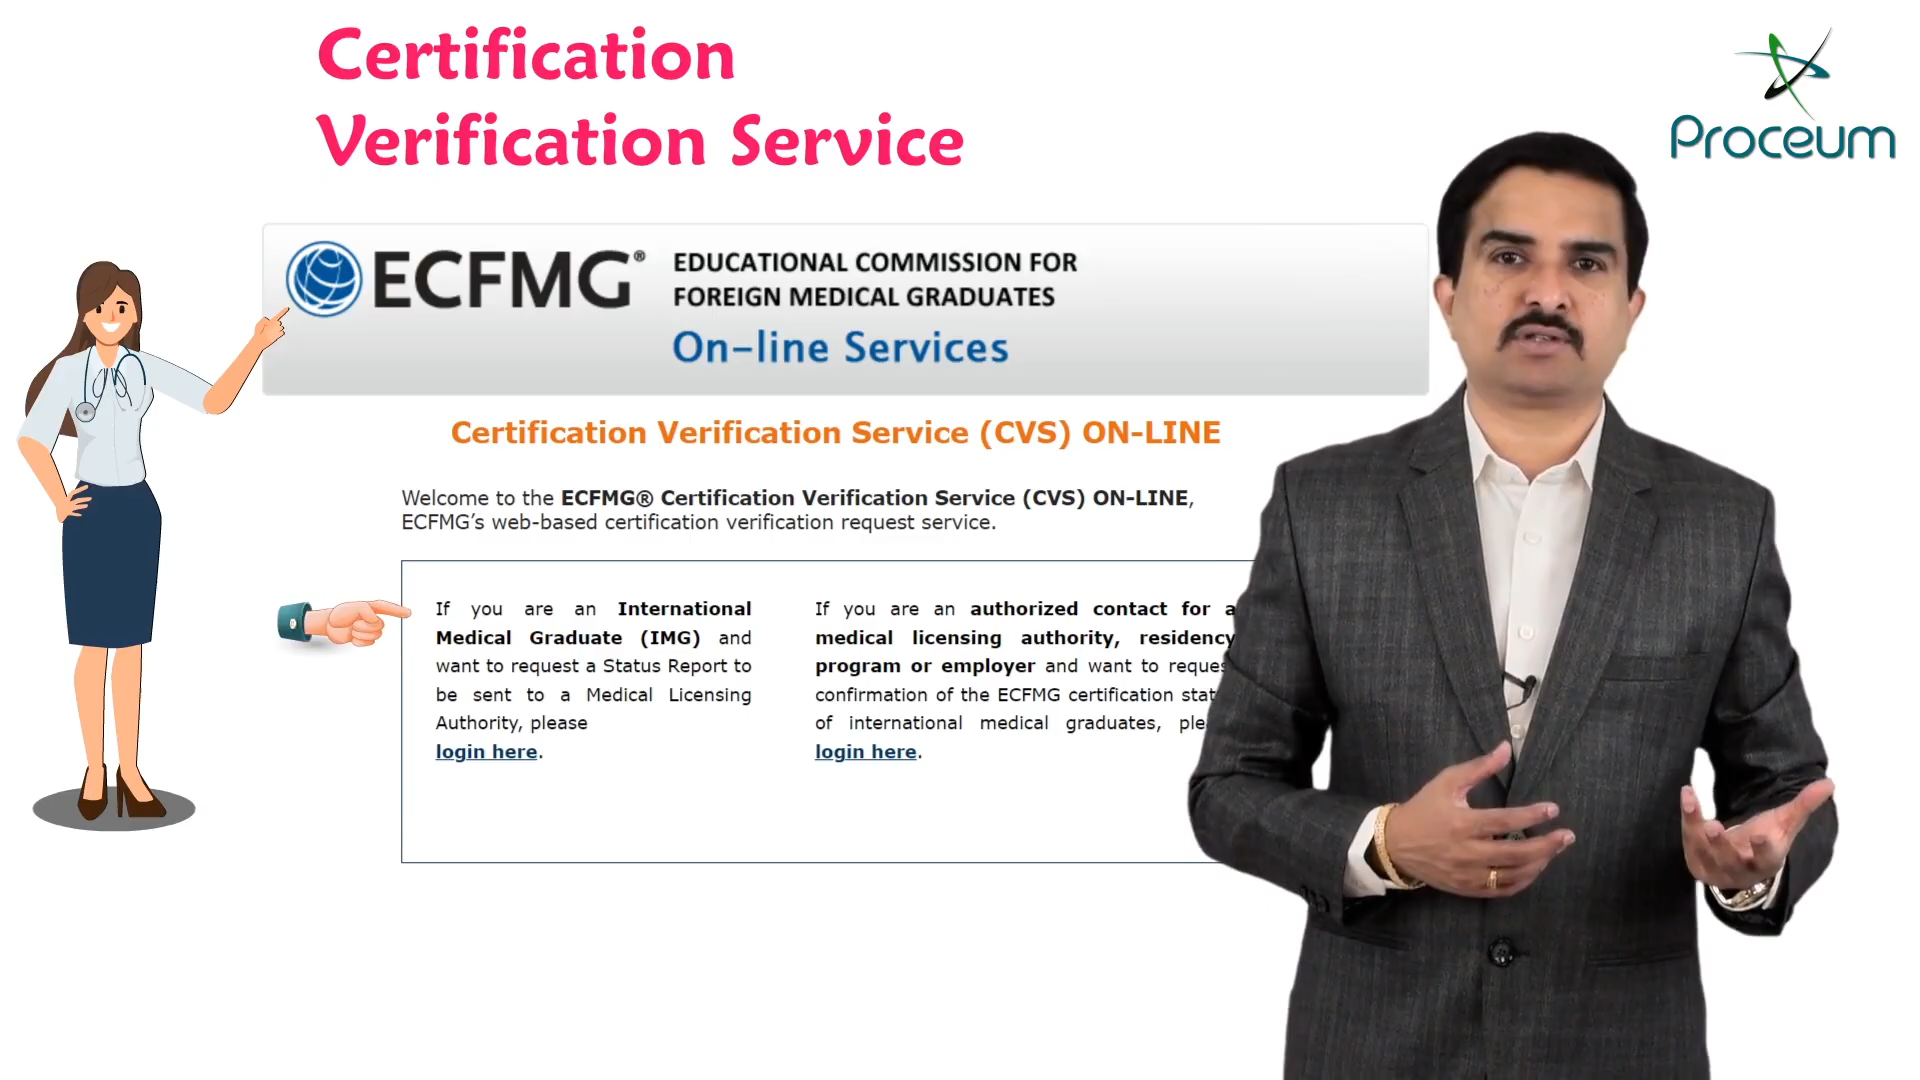 Certification
Verification Service
Proceum
ECFMG®
EDUCATIONAL COMMISSION FOR
FOREIGN MEDICAL GRADUATES
On-line Services
Certification Verification Service (CVS) ON-LINE
Welcome to the ECFMG® Certification Verification Service (CVS) ON-LINE,
ECFMG's web-based certification verification request service.
If you are an International
Medical Graduate (IMG) and
want to request a Status Report to
be sent to a Medical Licensing
Authority, please
login here.
If you are an authorized contact for a
medical licensing authority, residency
program or employer and want to
confirmation of the ECFMG certification
of international medical graduates,
login here.